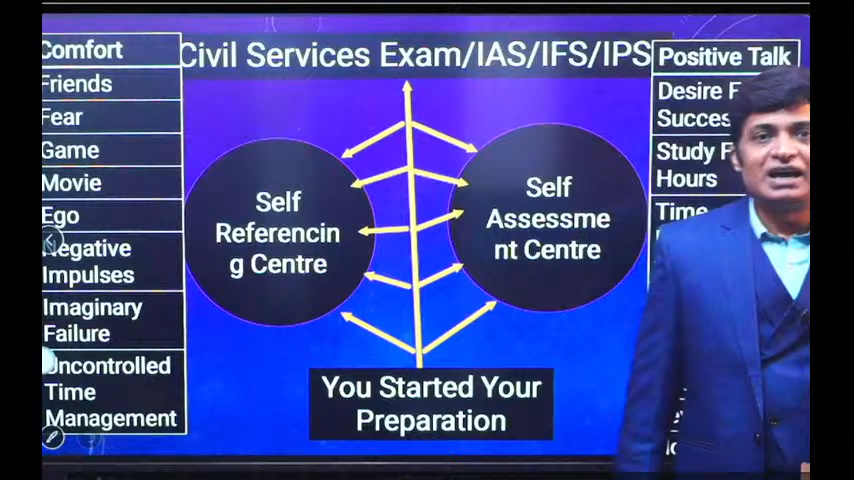 Civil Services Exam/IAS/IFS/IPS
Comfort
Friends
Fear
Game
Movie
Ego
Negative
Impulses
Imaginary
Failure
Uncontrolled
Time
Management
Self
Referencin
g Centre
Self
Assessme
nt Centre
You Started Your
Preparation
Positive Talk
Desire F
Succes
Study F
Hours
Time